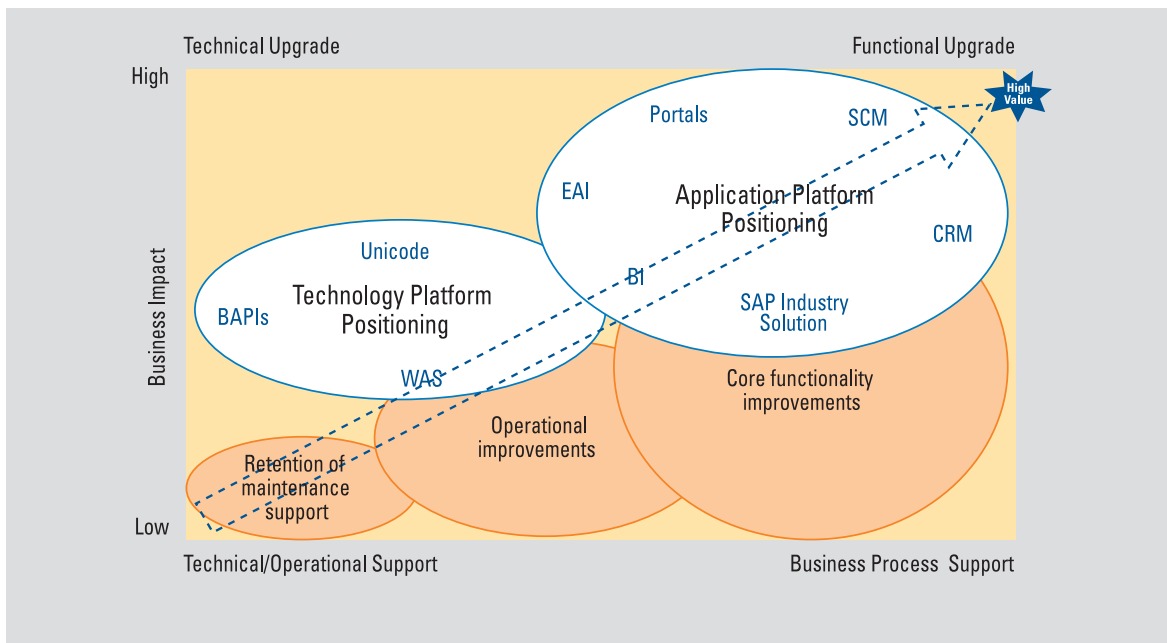 Technical Upgrade
Functional Upgrade
High
High
Value
Portals
SCM
EAI
Application Platform
Positioning
CRM
Unicode
BI
Technology Platform
Positioning
BAPIs
SAP Industry
Solution
Business Impact
WAS
Core functionality
improvements
Operational
improvements
Retention of
maintenance
support
Low
Technical/Operational Support
Business Process Support